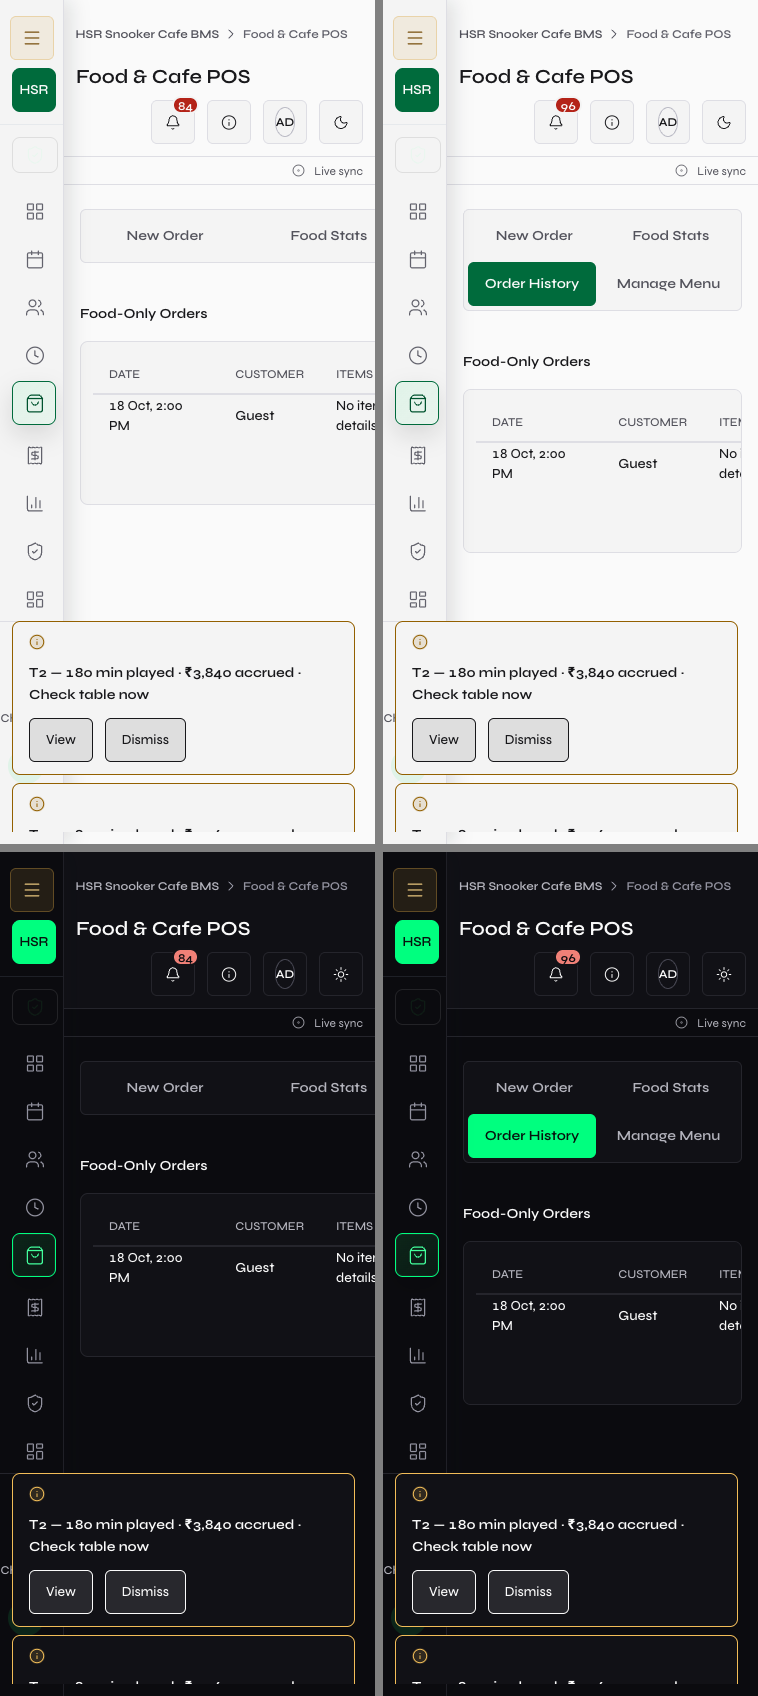 HSR Snooker Cafe BMS > Food & Cafe POS
HSR
Food & Cafe POS
84
AD
Live sync
New Order Food Stats
Food-Only Orders
DATE CUSTOMER ITEMS
18 Oct, 2:00 PM Guest No item details
T2 — 180 min played · ₹3,840 accrued ·
Check table now
View Dismiss
HSR Snooker Cafe BMS > Food & Cafe POS
HSR
Food & Cafe POS
96
AD
Live sync
New Order Food Stats
Order History Manage Menu
Food-Only Orders
DATE CUSTOMER
18 Oct, 2:00 PM Guest No
T2 — 180 min played · ₹3,840 accrued ·
Check table now
View Dismiss
HSR Snooker Cafe BMS > Food & Cafe POS
HSR
Food & Cafe POS
84
AD
Live sync
New Order Food Stats
Food-Only Orders
DATE CUSTOMER ITEMS
18 Oct, 2:00 PM Guest No item details
T2 — 180 min played · ₹3,840 accrued ·
Check table now
View Dismiss
HSR Snooker Cafe BMS > Food & Cafe POS
HSR
Food & Cafe POS
96
AD
Live sync
New Order Food Stats
Order History Manage Menu
Food-Only Orders
DATE CUSTOMER
18 Oct, 2:00 PM Guest No
T2 — 180 min played · ₹3,840 accrued ·
Check table now
View Dismiss